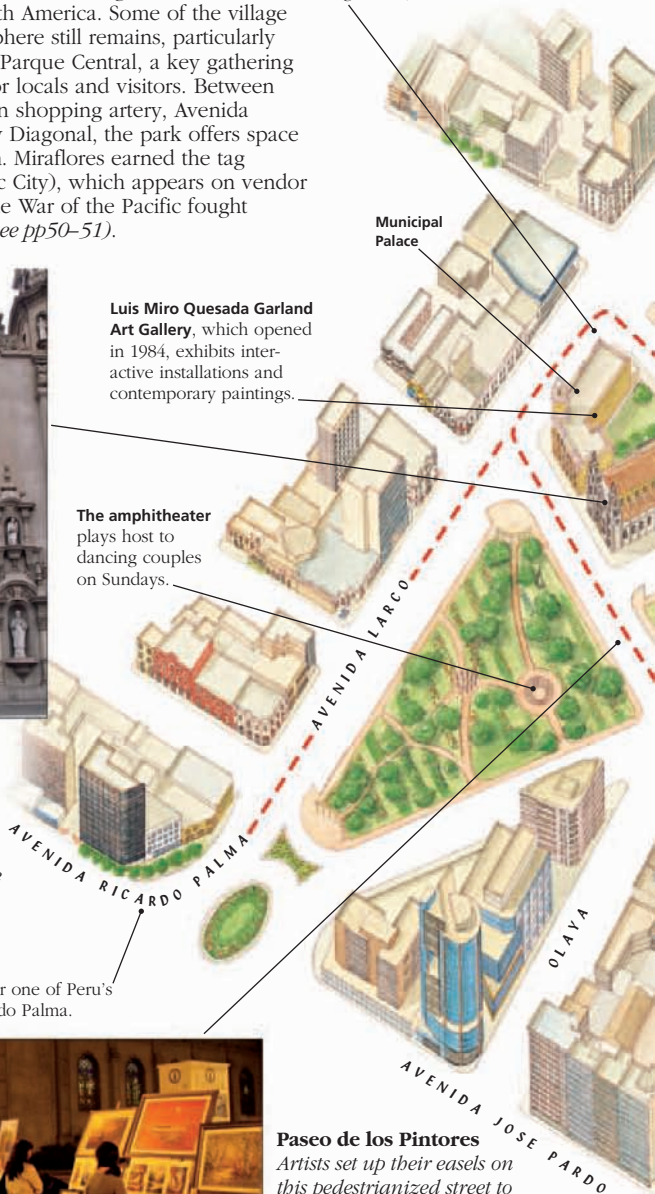 th America. Some of the village
phere still remains, particularly
Parque Central, a key gathering
or locals and visitors. Between
n shopping artery, Avenida
y Diagonal, the park offers space
. Miraflores earned the tag
c City), which appears on vendor
e War of the Pacific fought
ee pp50–51).
Municipal
Palace
Luis Miro Quesada Garland
Art Gallery, which opened
in 1984, exhibits inter-
active installations and
contemporary paintings.
The amphitheater
plays host to
dancing couples
on Sundays.
AVENIDA LARCO
AVENIDA RICARDO PALMA
r one of Peru's
do Palma.
OLAYA
AVENIDA JOSE PARDO
Paseo de los Pintores
Artists set up their easels on
this pedestrianized street to